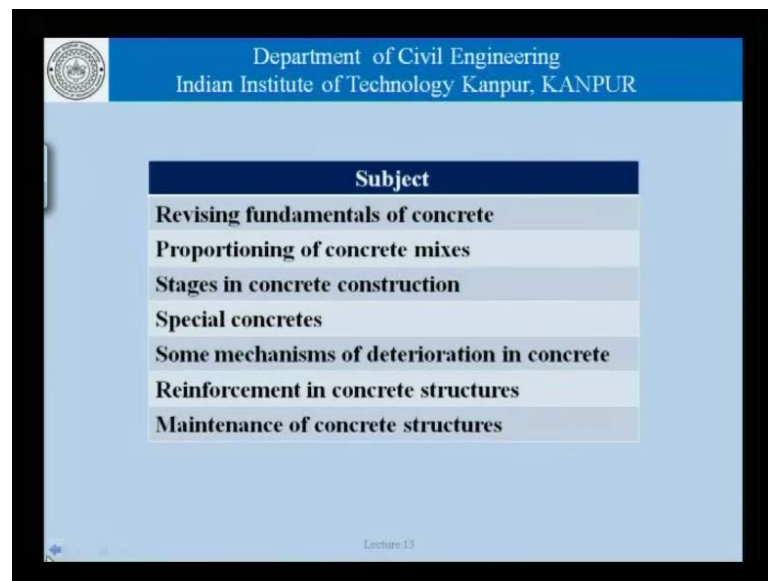 Department of Civil Engineering
Indian Institute of Technology Kanpur, KANPUR
Subject
Revising fundamentals of concrete
Proportioning of concrete mixes
Stages in concrete construction
Special concretes
Some mechanisms of deterioration in concrete
Reinforcement in concrete structures
Maintenance of concrete structures
Lecture 13